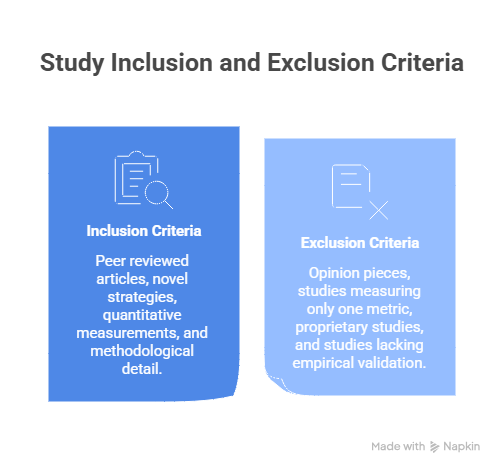 Study Inclusion and Exclusion Criteria
Inclusion Criteria
Peer reviewed
articles, novel
strategies,
quantitative
measurements, and
methodological
detail.
Exclusion Criteria
Opinion pieces,
studies measuring
only one metric,
proprietary studies,
and studies lacking
empirical validation.
Made with Napkin